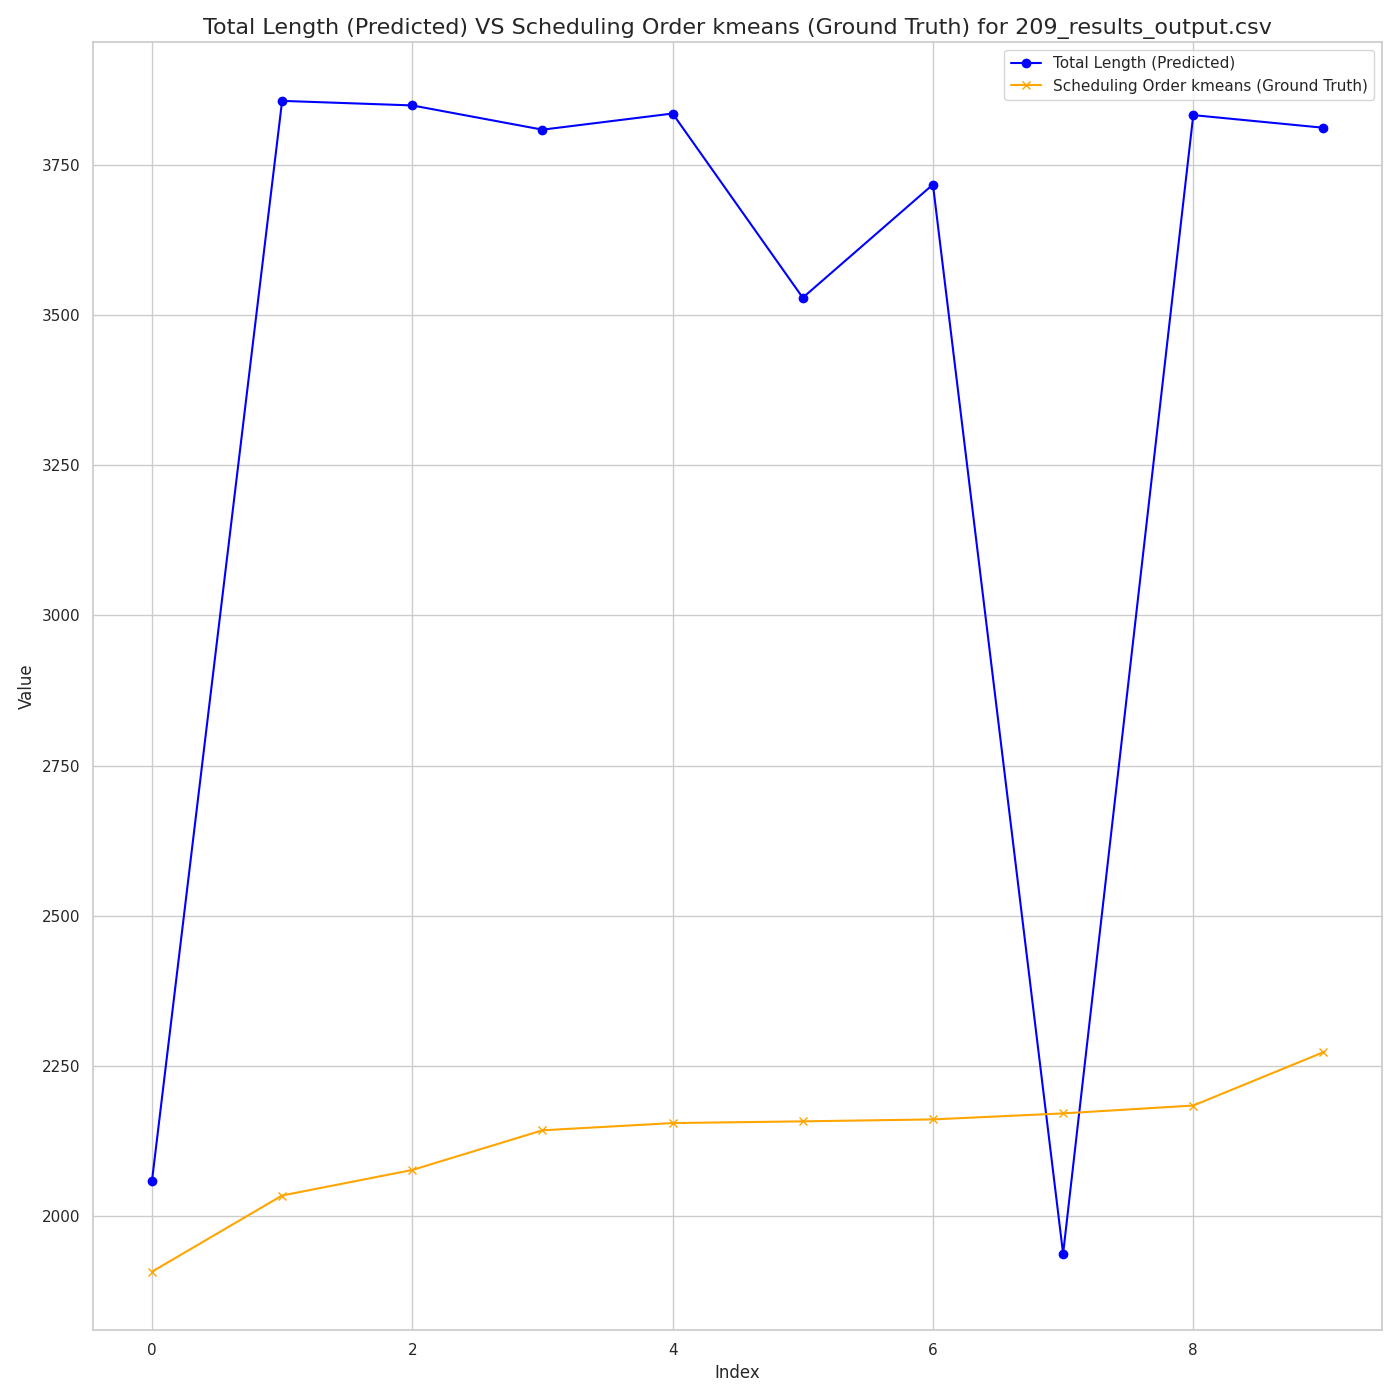 Total Length (Predicted) VS Scheduling Order kmeans (Ground Truth) for 209_results_output.csv
Total Length (Predicted)
Scheduling Order kmeans (Ground Truth)
3750
3500
3250
3000
2750
2500
2250
2000
Value
0 2 4 6 8
Index